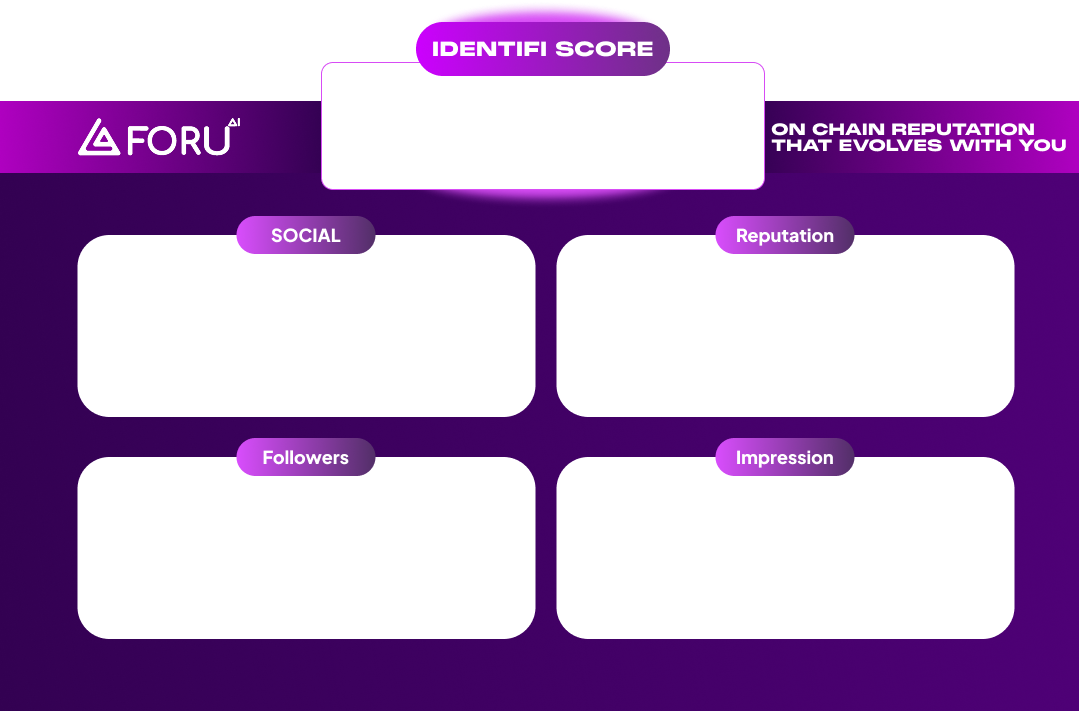 IDENTIFI SCORE
FORU AI
ON CHAIN REPUTATION
THAT EVOLVES WITH YOU
SOCIAL
Reputation
Followers
Impression